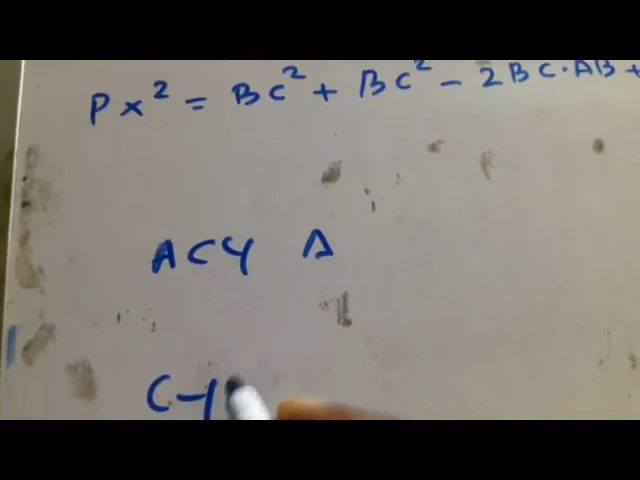 Px² = BC² + BC² - 2BC·AB +
ACY Δ
C-y